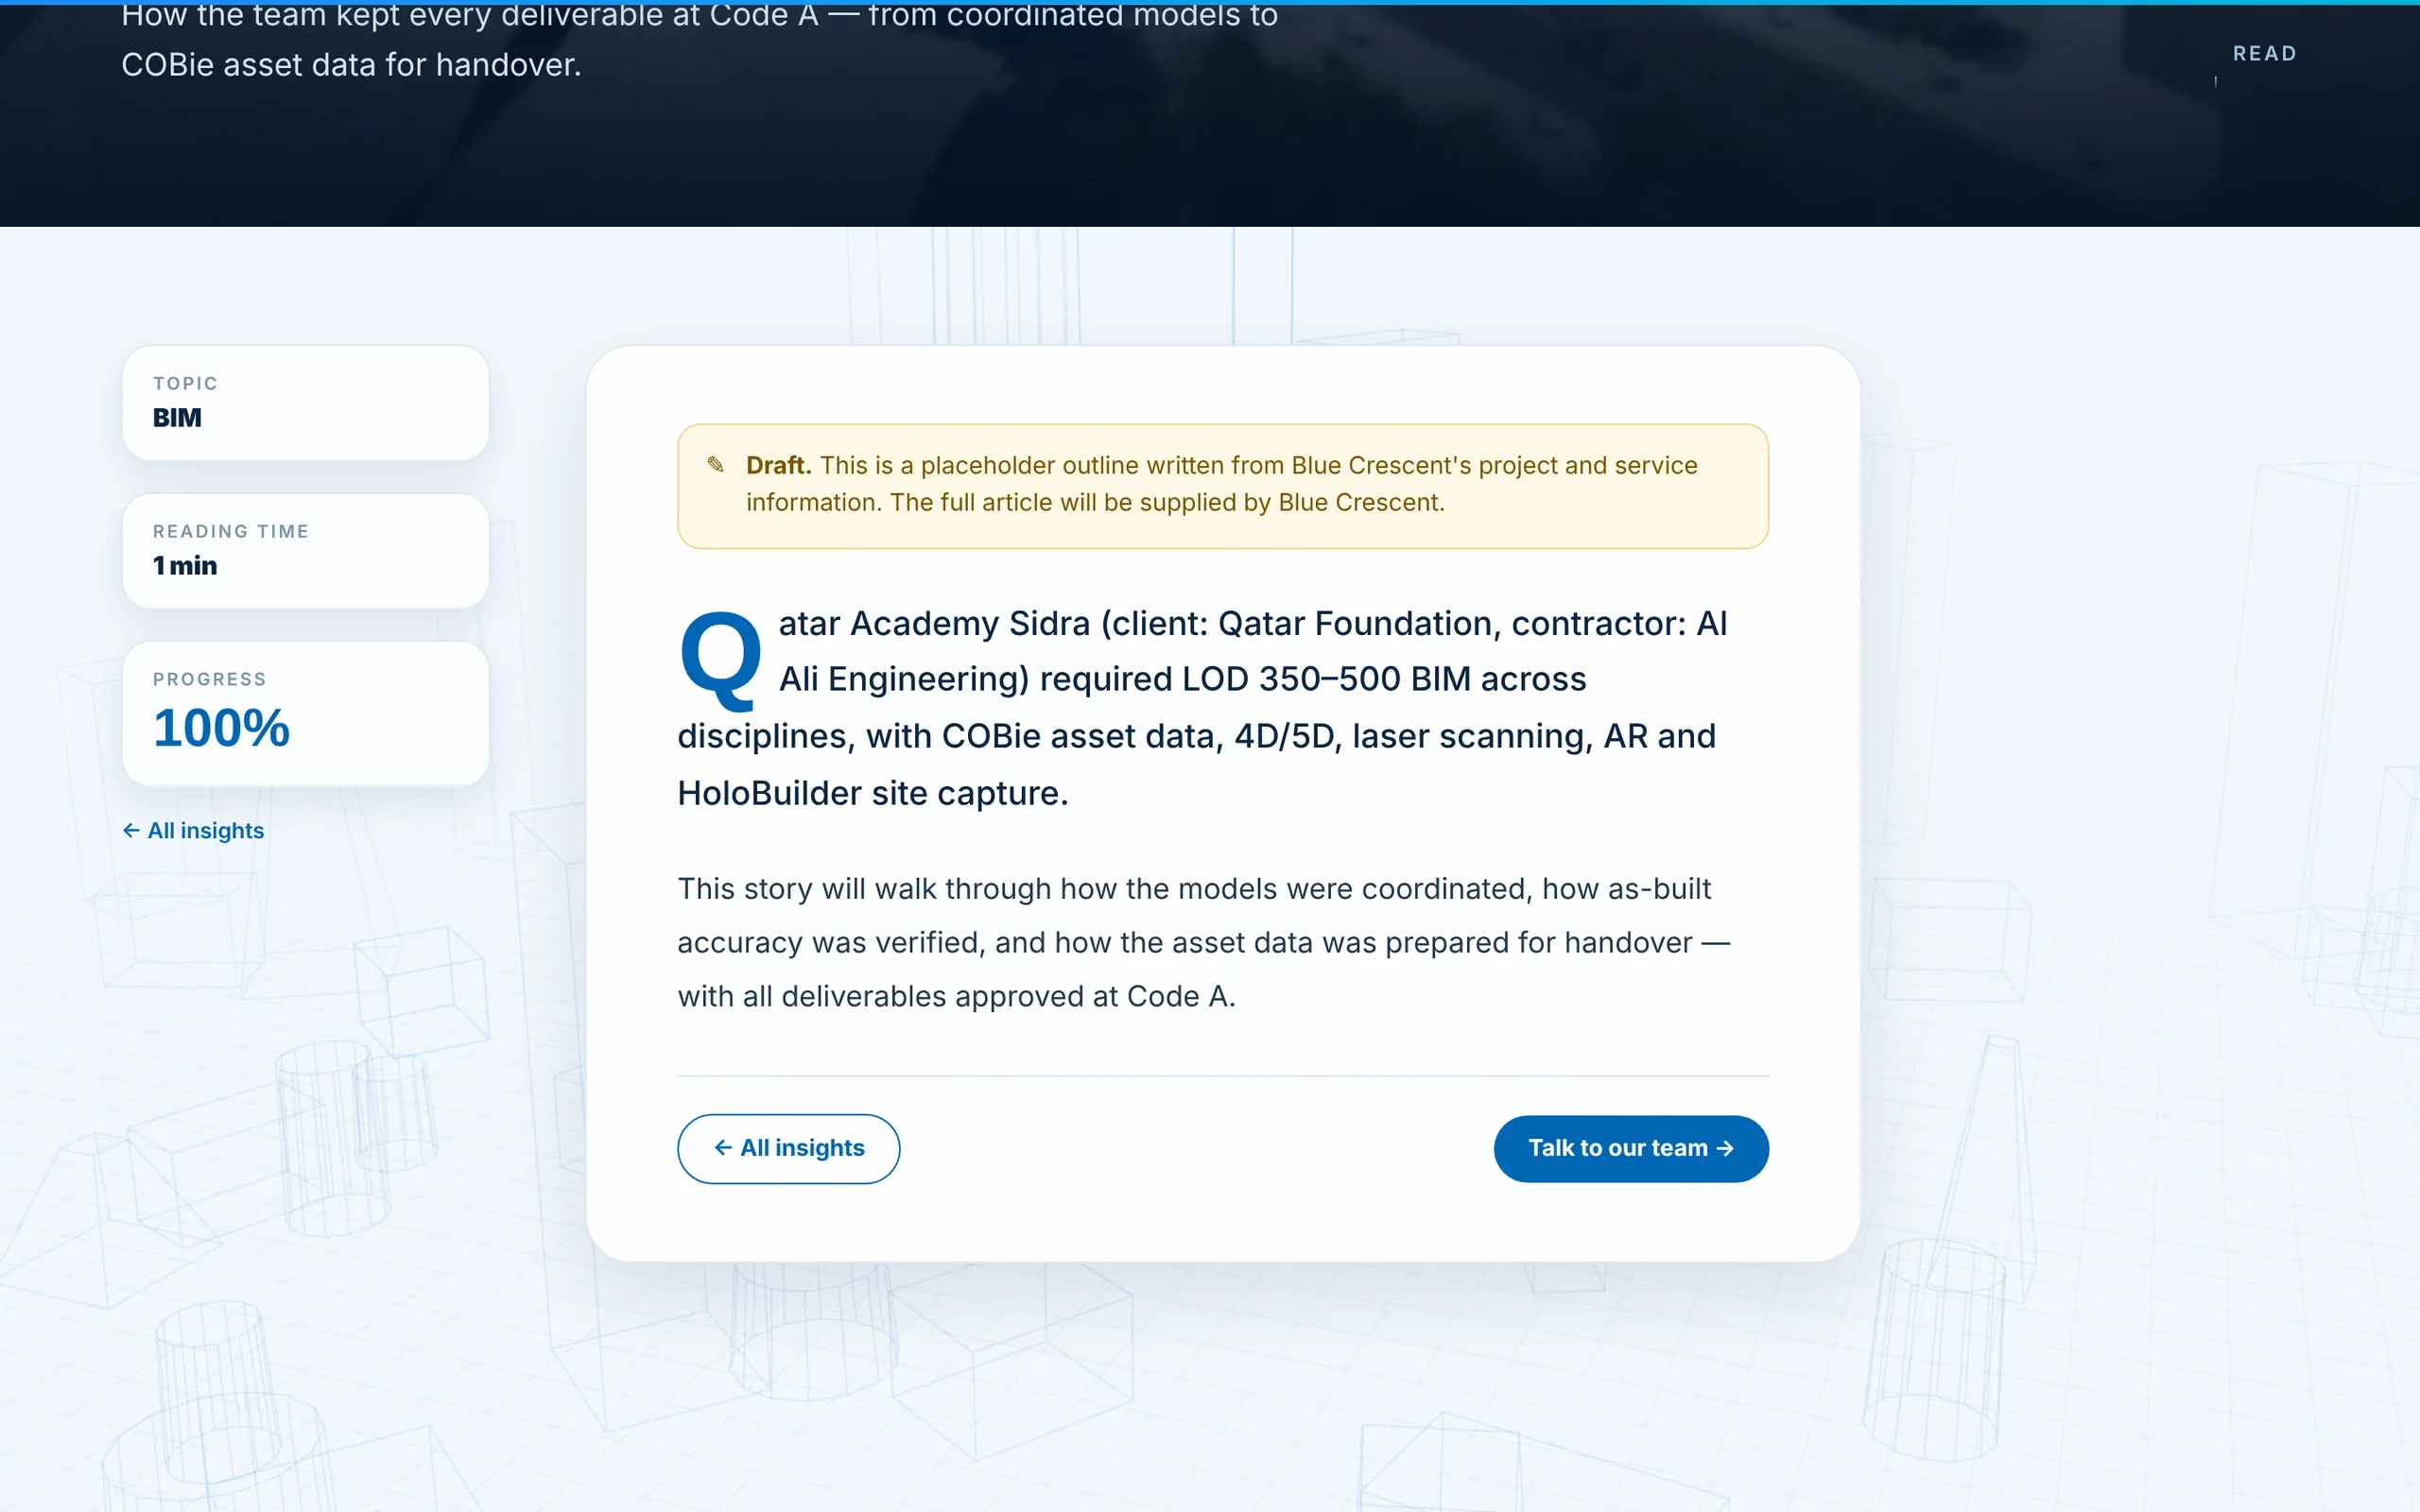 How the team kept every deliverable at Code A — from coordinated models to
COBie asset data for handover.
READ
TOPIC
BIM
READING TIME
1 min
PROGRESS
100%
← All insights
✎ Draft. This is a placeholder outline written from Blue Crescent's project and service
information. The full article will be supplied by Blue Crescent.
Qatar Academy Sidra (client: Qatar Foundation, contractor: Al
Ali Engineering) required LOD 350–500 BIM across
disciplines, with COBie asset data, 4D/5D, laser scanning, AR and
HoloBuilder site capture.
This story will walk through how the models were coordinated, how as-built
accuracy was verified, and how the asset data was prepared for handover —
with all deliverables approved at Code A.
← All insights
Talk to our team →